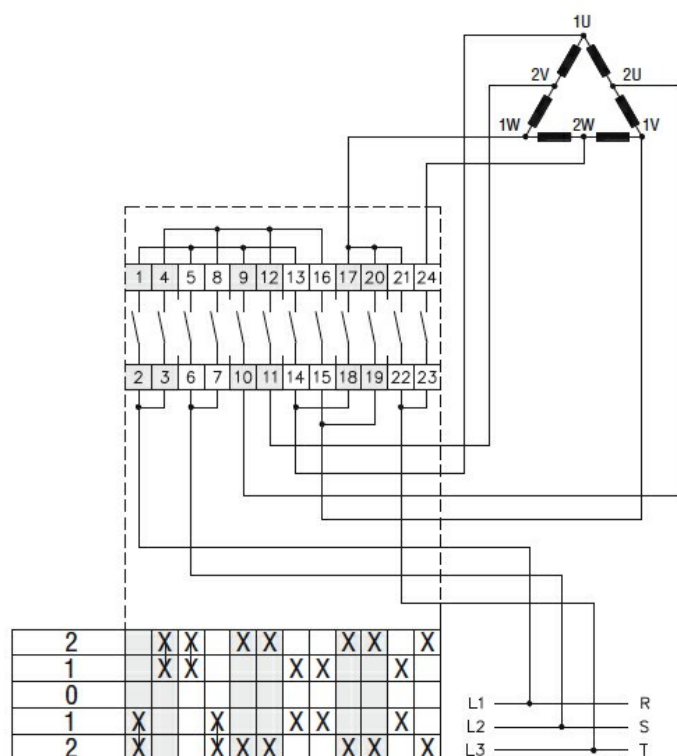 1U
2V 2U
1W 2W 1V
1 4 5 8 9 12 13 16 17 20 21 24
2 3 6 7 10 11 14 15 18 19 22 23
2 X X X X X X X
1 X X X X X
0
L1 R
1 X X X X X
L2 S
2 X X X X X X X
L3 T